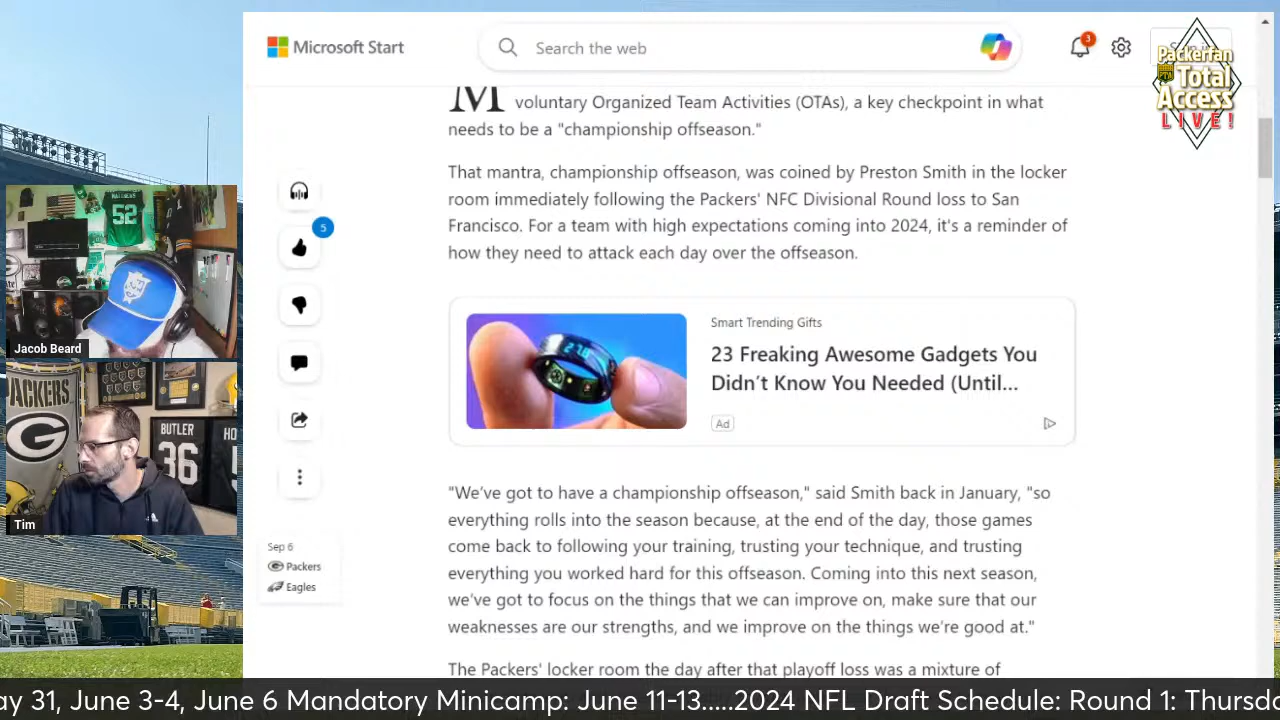 Microsoft Start
Search the web
3
Packerfan
Total
Access
LIVE!
voluntary Organized Team Activities (OTAs), a key checkpoint in what
needs to be a "championship offseason."
That mantra, championship offseason, was coined by Preston Smith in the locker
room immediately following the Packers' NFC Divisional Round loss to San
Francisco. For a team with high expectations coming into 2024, it's a reminder of
how they need to attack each day over the offseason.
5
Smart Trending Gifts
23 Freaking Awesome Gadgets You
Didn't Know You Needed (Until...
Ad
"We've got to have a championship offseason," said Smith back in January, "so
everything rolls into the season because, at the end of the day, those games
come back to following your training, trusting your technique, and trusting
everything you worked hard for this offseason. Coming into this next season,
we've got to focus on the things that we can improve on, make sure that our
weaknesses are our strengths, and we improve on the things we're good at."
The Packers' locker room the day after that playoff loss was a mixture of
52
Jacob Beard
PACKERS
G
BUTLER
36
HO
Tim
Sep 6
Packers
Eagles
ay 31, June 3-4, June 6 Mandatory Minicamp: June 11-13.....2024 NFL Draft Schedule: Round 1: Thursd